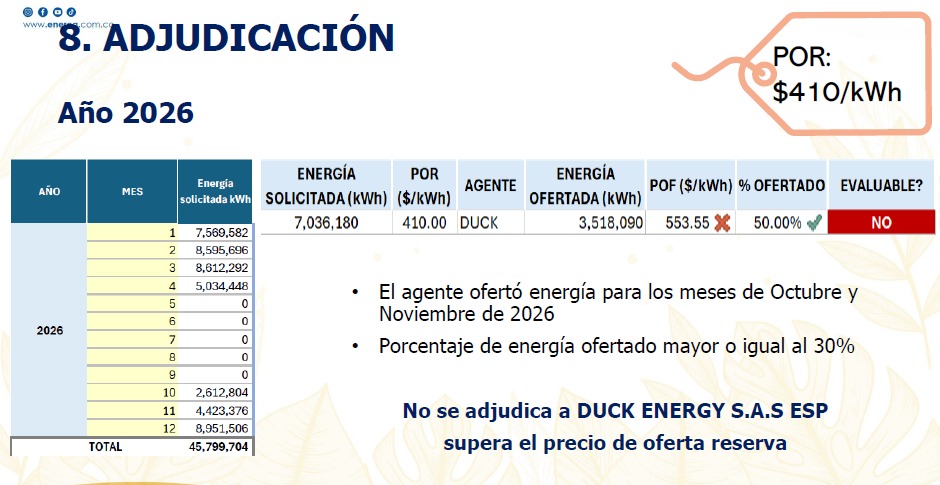 www.enerca.com.co
8. ADJUDICACIÓN
POR:
$410/kWh
Año 2026
AÑO MES Energía solicitada kWh
2026
1 7,569,582
2 8,595,696
3 8,612,292
4 5,034,448
5 0
6 0
7 0
8 0
9 0
10 2,612,804
11 4,423,376
12 8,951,506
TOTAL 45,799,704
ENERGÍA SOLICITADA (kWh) POR ($/kWh) AGENTE ENERGÍA OFERTADA (kWh) POF ($/kWh) % OFERTADO EVALUABLE?
7,036,180 410.00 DUCK 3,518,090 553.55 50.00% NO
• El agente ofertó energía para los meses de Octubre y
Noviembre de 2026
• Porcentaje de energía ofertado mayor o igual al 30%
No se adjudica a DUCK ENERGY S.A.S ESP
supera el precio de oferta reserva